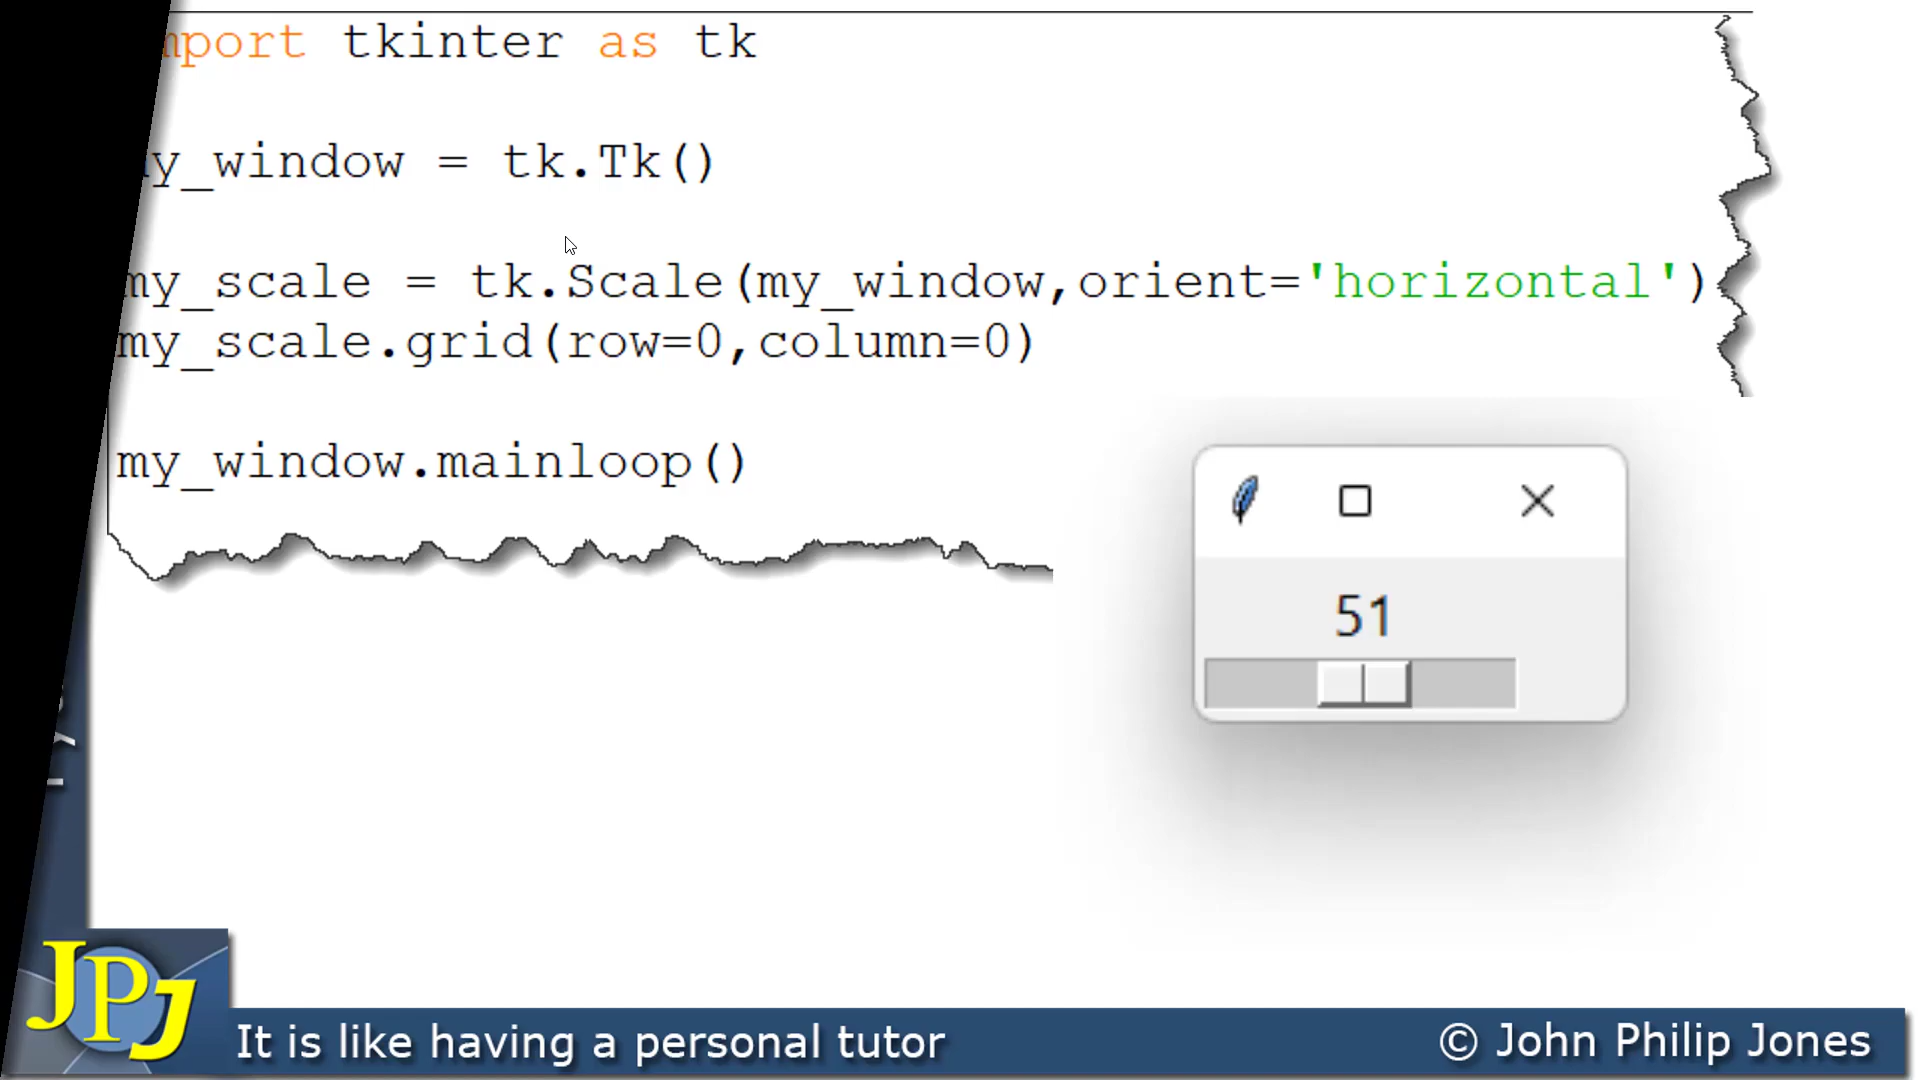 mport tkinter as tk
y_window = tk.Tk()
my_scale = tk.Scale(my_window,orient='horizontal')
my_scale.grid(row=0,column=0)
my_window.mainloop()
51
JPJ
It is like having a personal tutor
© John Philip Jones